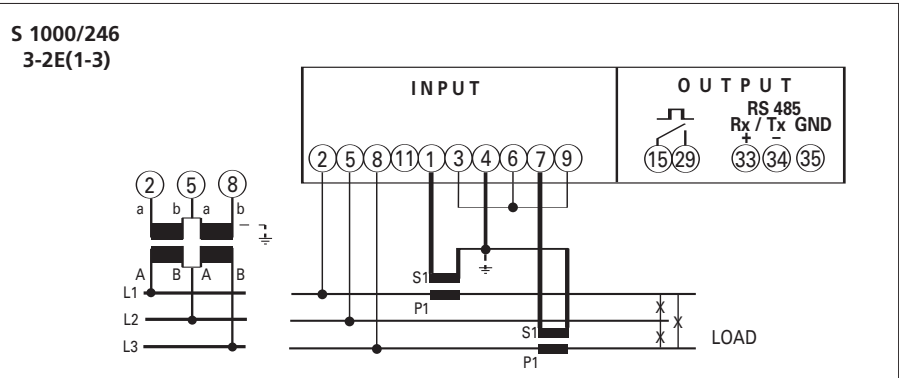 S 1000/246
3-2E(1-3)
INPUT
OUTPUT
RS 485
Rx / Tx GND
+ −
2 5 8 11 1 3 4 6 7 9
15 29 33 34 35
2 5 8
a b a b
A B A B
S1
P1
L1
L2
L3
S1
P1
X
X
X
LOAD